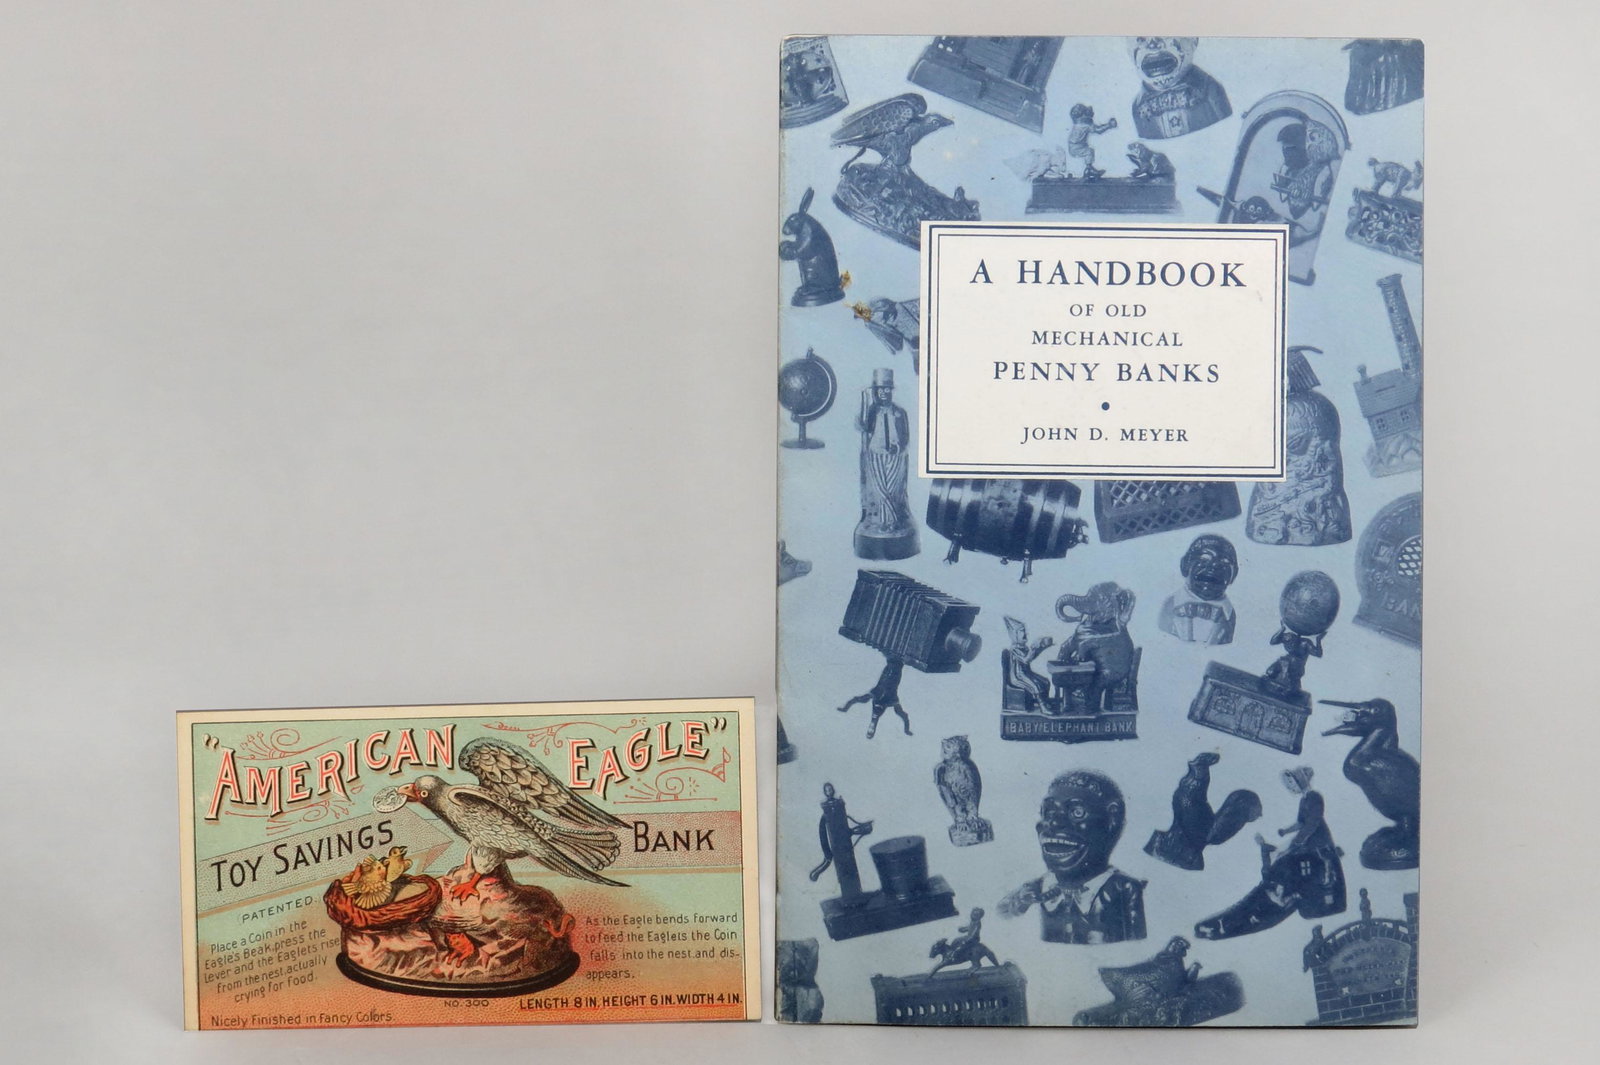 "AMERICAN EAGLE"
TOY SAVINGS BANK
PATENTED.
Place a Coin in the
Eagle's Beak, press the
lever and the Eaglets rise
from the nest, actually
crying for food.
As the Eagle bends forward
to feed the Eaglets the Coin
falls into the nest and dis-
appears.
NO. 300
LENGTH 8 IN. HEIGHT 6 IN. WIDTH 4 IN.
Nicely Finished in Fancy Colors.
A HANDBOOK
OF OLD
MECHANICAL
PENNY BANKS
JOHN D. MEYER
BABY ELEPHANT BANK
BANK